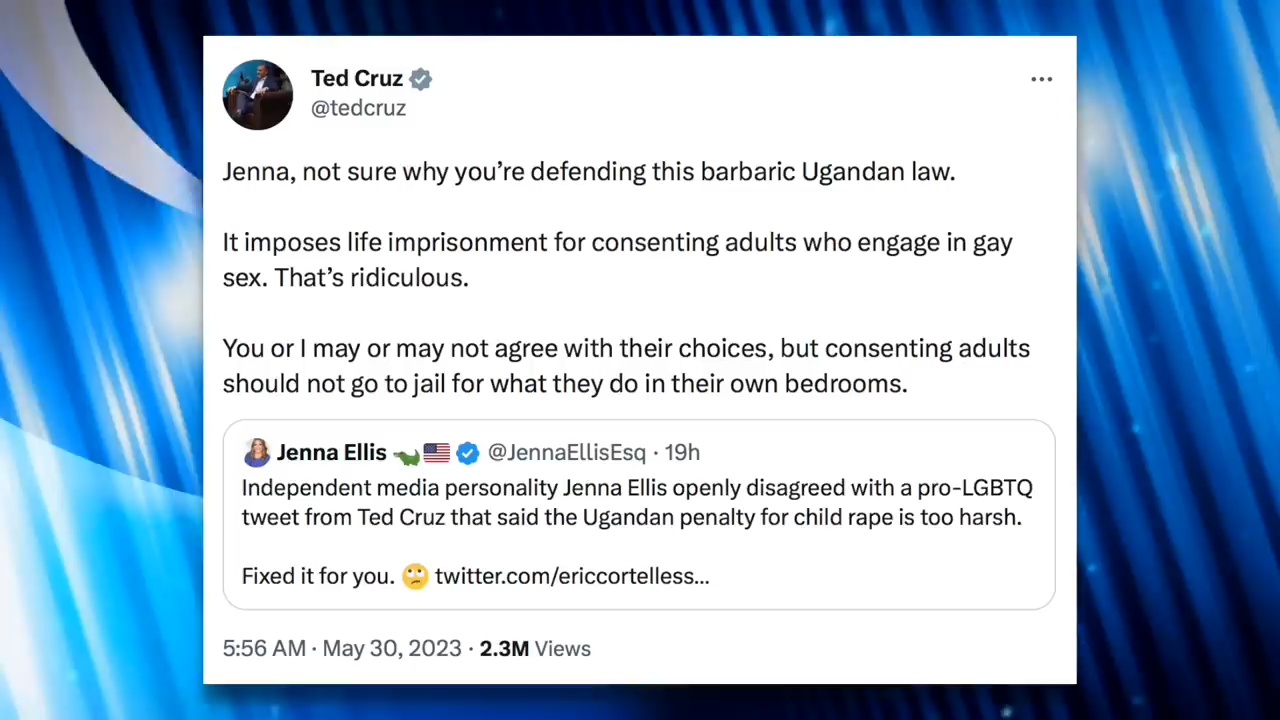 Ted Cruz
@tedcruz
Jenna, not sure why you’re defending this barbaric Ugandan law.
It imposes life imprisonment for consenting adults who engage in gay
sex. That’s ridiculous.
You or I may or may not agree with their choices, but consenting adults
should not go to jail for what they do in their own bedrooms.
Jenna Ellis 🐊🇺🇸 @JennaEllisEsq · 19h
Independent media personality Jenna Ellis openly disagreed with a pro-LGBTQ
tweet from Ted Cruz that said the Ugandan penalty for child rape is too harsh.
Fixed it for you. 🙄 twitter.com/ericcortelless...
5:56 AM · May 30, 2023 · 2.3M Views